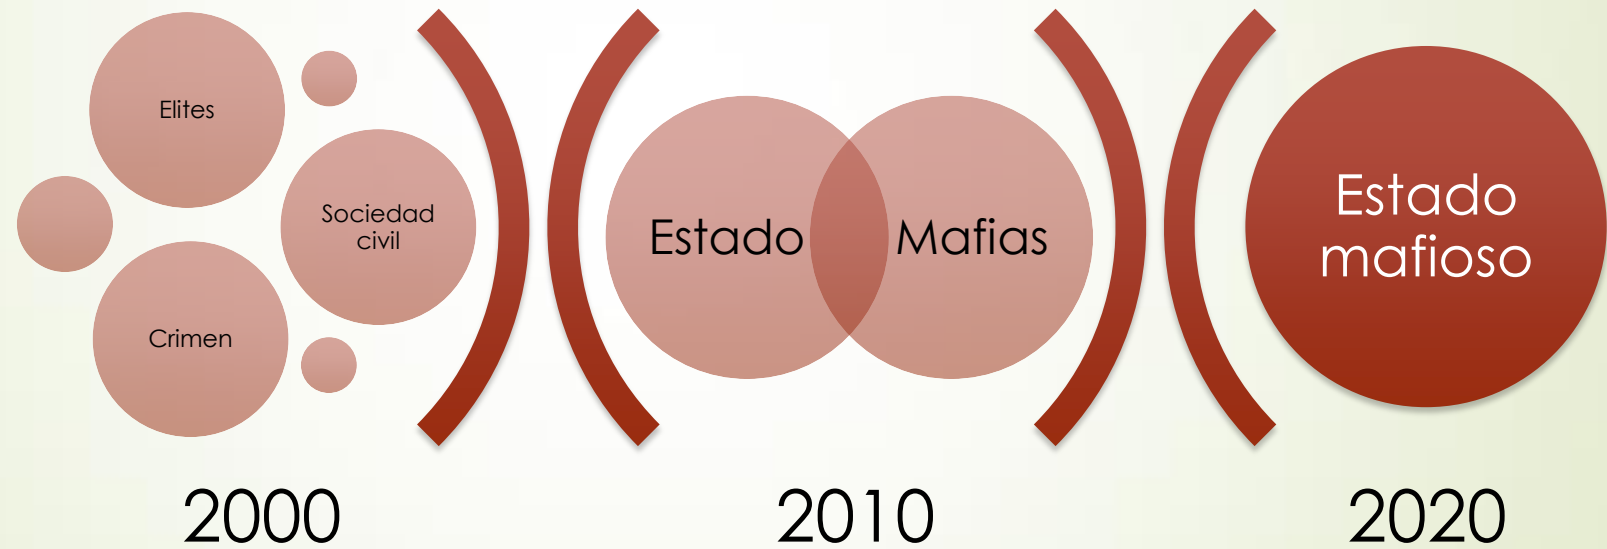 Elites
Sociedad
civil
Crimen
Estado
Mafias
Estado
mafioso
2000
2010
2020